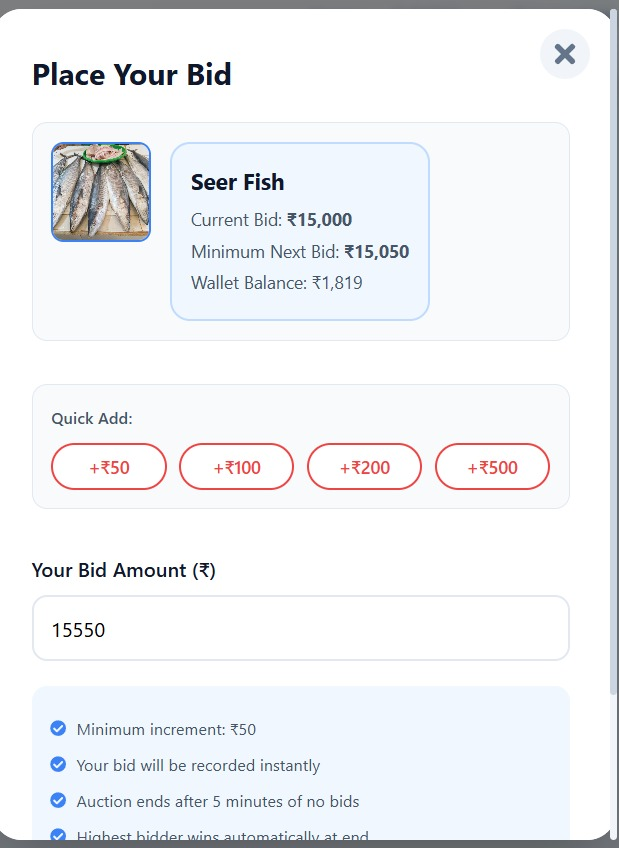 Place Your Bid
Seer Fish
Current Bid: ₹15,000
Minimum Next Bid: ₹15,050
Wallet Balance: ₹1,819
Quick Add:
+₹50 +₹100 +₹200 +₹500
Your Bid Amount (₹)
15550
Minimum increment: ₹50
Your bid will be recorded instantly
Auction ends after 5 minutes of no bids
Highest bidder wins automatically at end